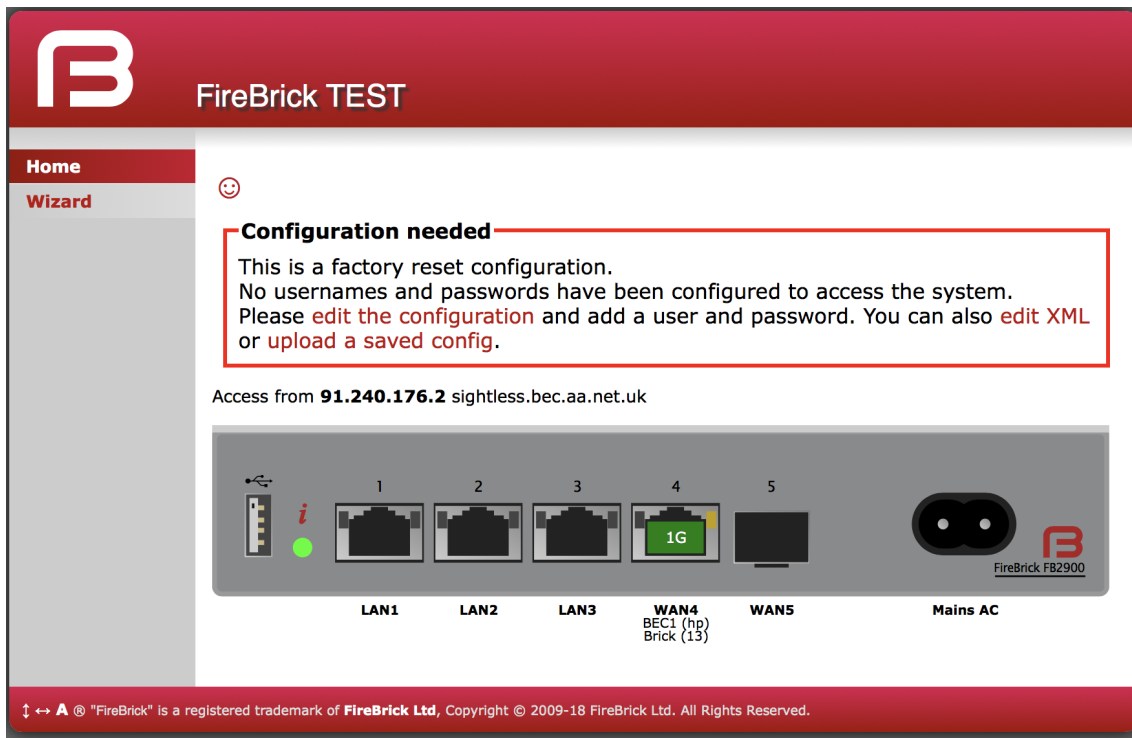 FireBrick TEST
Home
Wizard
Configuration needed
This is a factory reset configuration.
No usernames and passwords have been configured to access the system.
Please edit the configuration and add a user and password. You can also edit XML
or upload a saved config.
Access from 91.240.176.2 sightless.bec.aa.net.uk
i
1 2 3 4 5
1G
FireBrick FB2900
LAN1 LAN2 LAN3 WAN4 WAN5 Mains AC
BEC1 (hp)
Brick (13)
↕ ↔ A ® "FireBrick" is a registered trademark of FireBrick Ltd, Copyright © 2009-18 FireBrick Ltd. All Rights Reserved.